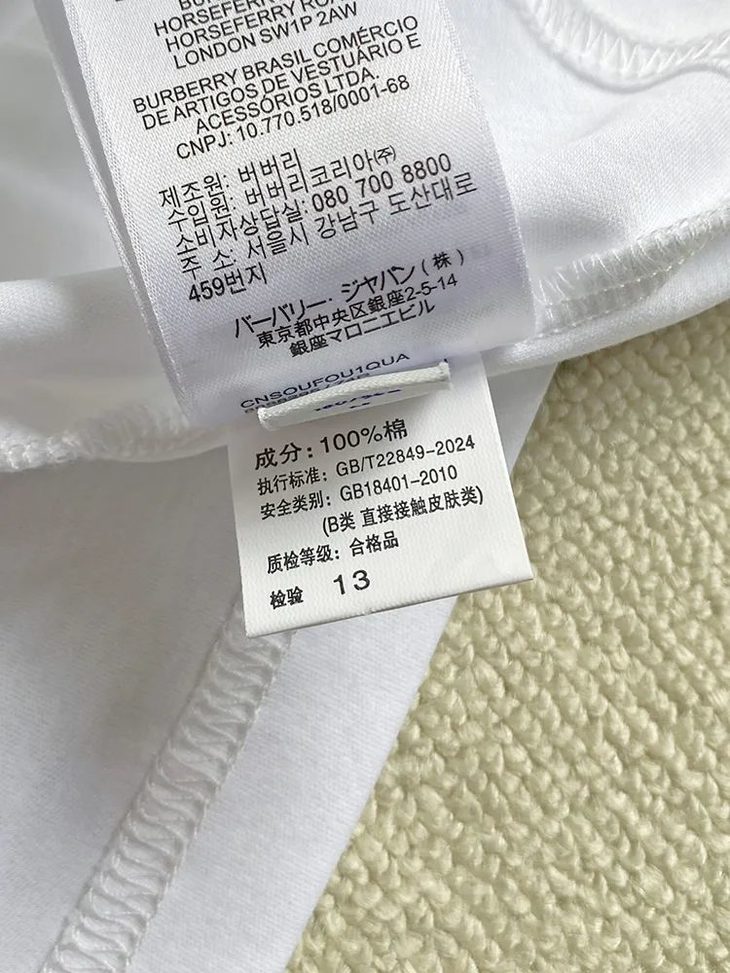 HORSEFERRY HOUSE
HORSEFERRY ROAD
LONDON SW1P 2AW
BURBERRY BRASIL COMÉRCIO
DE ARTIGOS DE VESTUÁRIO E
ACESSÓRIOS LTDA.
CNPJ: 10.770.518/0001-68
제조원: 버버리
수입원: 버버리코리아㈜
소비자상담실: 080 700 8800
주 소: 서울시 강남구 도산대로
459번지
バーバリー・ジャパン(株)
東京都中央区銀座2-5-14
銀座マロニエビル
CNSOUFOU1QUA
成分: 100%棉
执行标准: GB/T22849-2024
安全类别: GB18401-2010
(B类 直接接触皮肤类)
质检等级: 合格品
检验 13